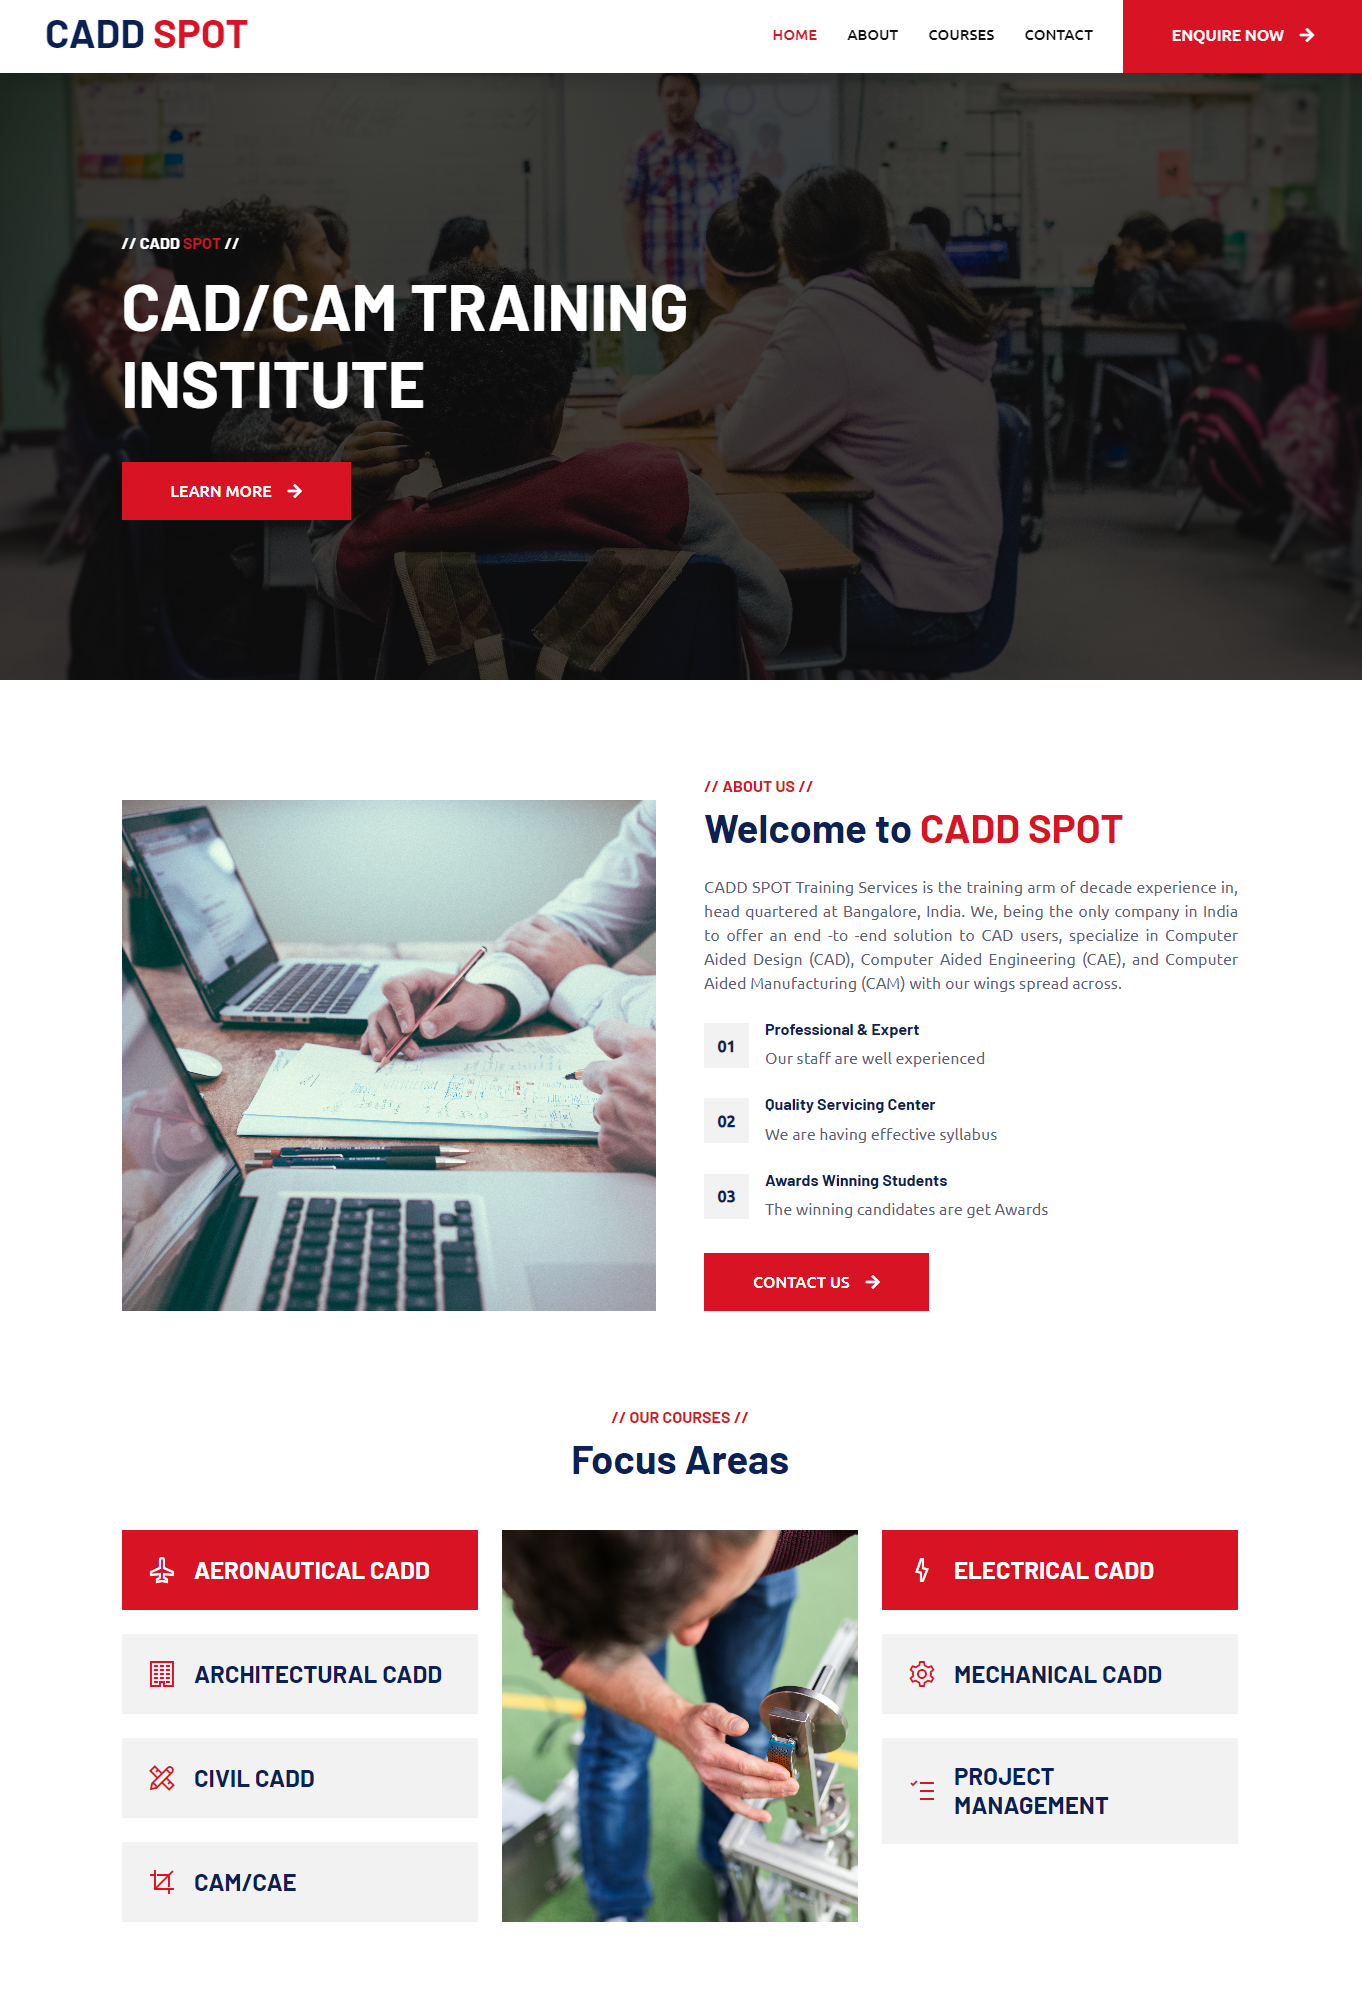 CADD SPOT
HOME ABOUT COURSES CONTACT ENQUIRE NOW
// CADD SPOT //
CAD/CAM TRAINING
INSTITUTE
LEARN MORE
// ABOUT US //
Welcome to CADD SPOT
CADD SPOT Training Services is the training arm of decade experience in,
head quartered at Bangalore, India. We, being the only company in India
to offer an end -to -end solution to CAD users, specialize in Computer
Aided Design (CAD), Computer Aided Engineering (CAE), and Computer
Aided Manufacturing (CAM) with our wings spread across.
01
Professional & Expert
Our staff are well experienced
02
Quality Servicing Center
We are having effective syllabus
03
Awards Winning Students
The winning candidates are get Awards
CONTACT US
// OUR COURSES //
Focus Areas
AERONAUTICAL CADD
ARCHITECTURAL CADD
CIVIL CADD
CAM/CAE
ELECTRICAL CADD
MECHANICAL CADD
PROJECT
MANAGEMENT